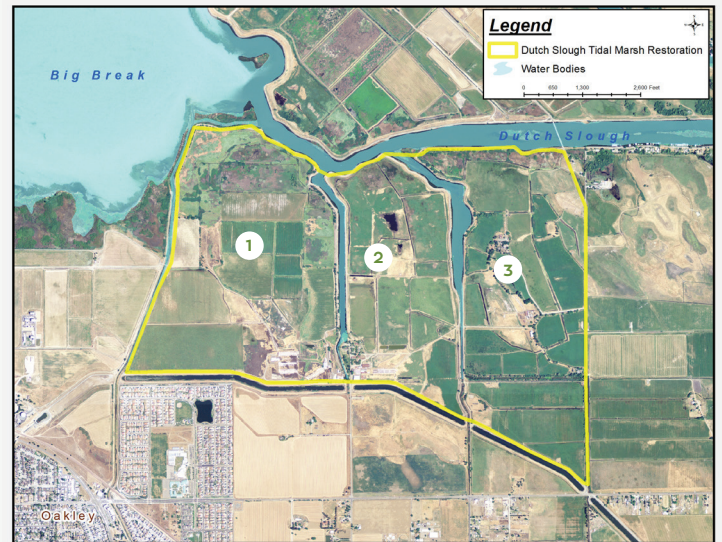 Legend
Dutch Slough Tidal Marsh Restoration
Water Bodies
0 650 1,300 2,600 Feet
Big Break
Dutch Slough
1
2
3
Oakley